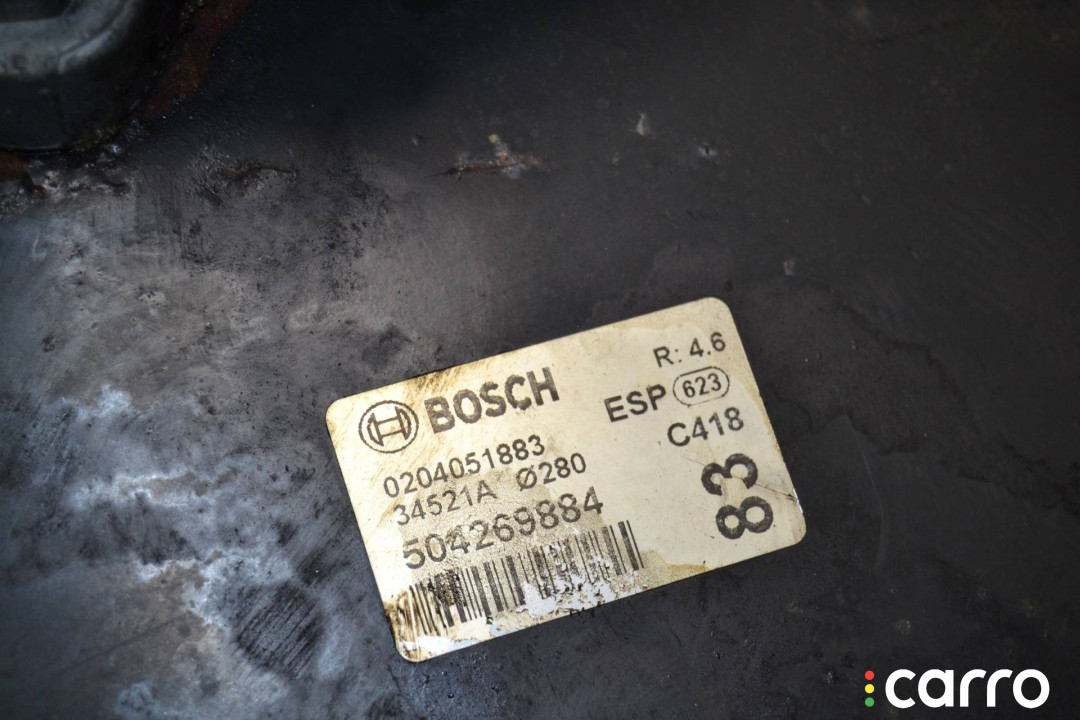 BOSCH
0204051883
34521A Ø280
504269884
R: 4.6
ESP 623
C418
83
carro